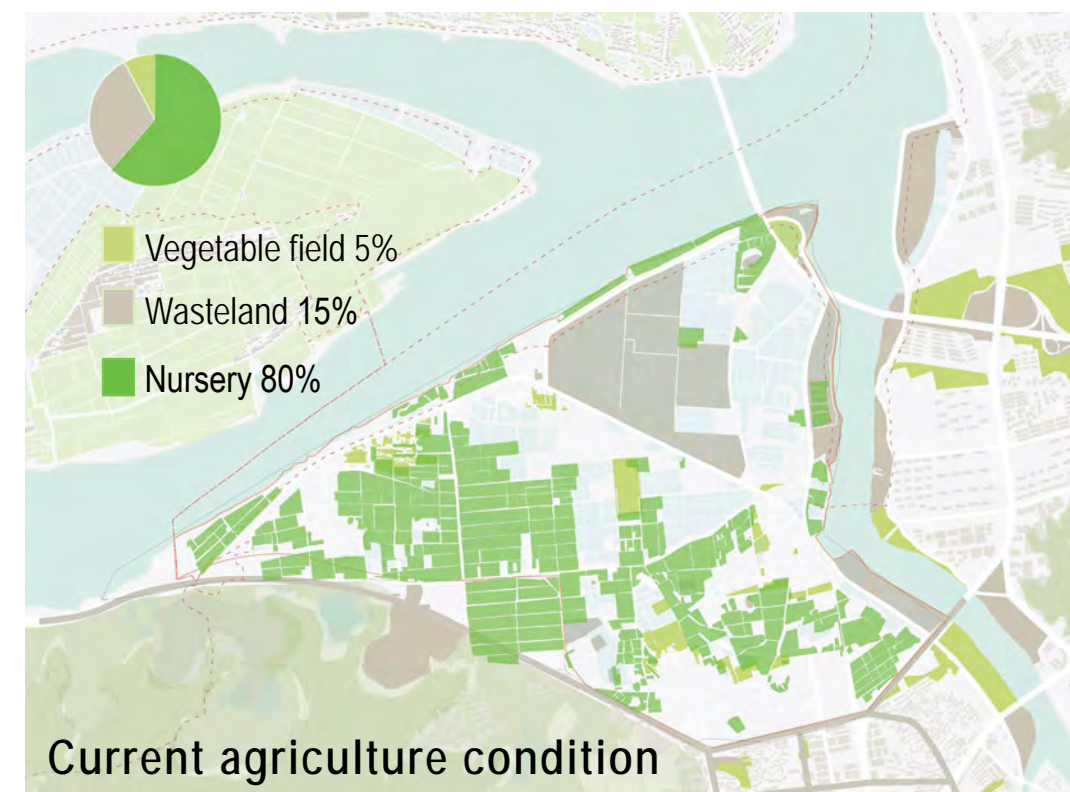 Vegetable field 5%
Wasteland 15%
Nursery 80%
Current agriculture condition